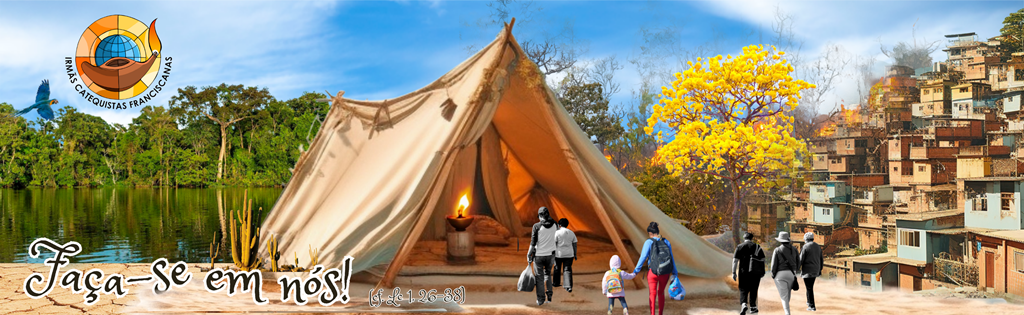 IRMÃS CATEQUISTAS FRANCISCANAS
Faça-se em nós!
(cf. Lc 1, 26-38)